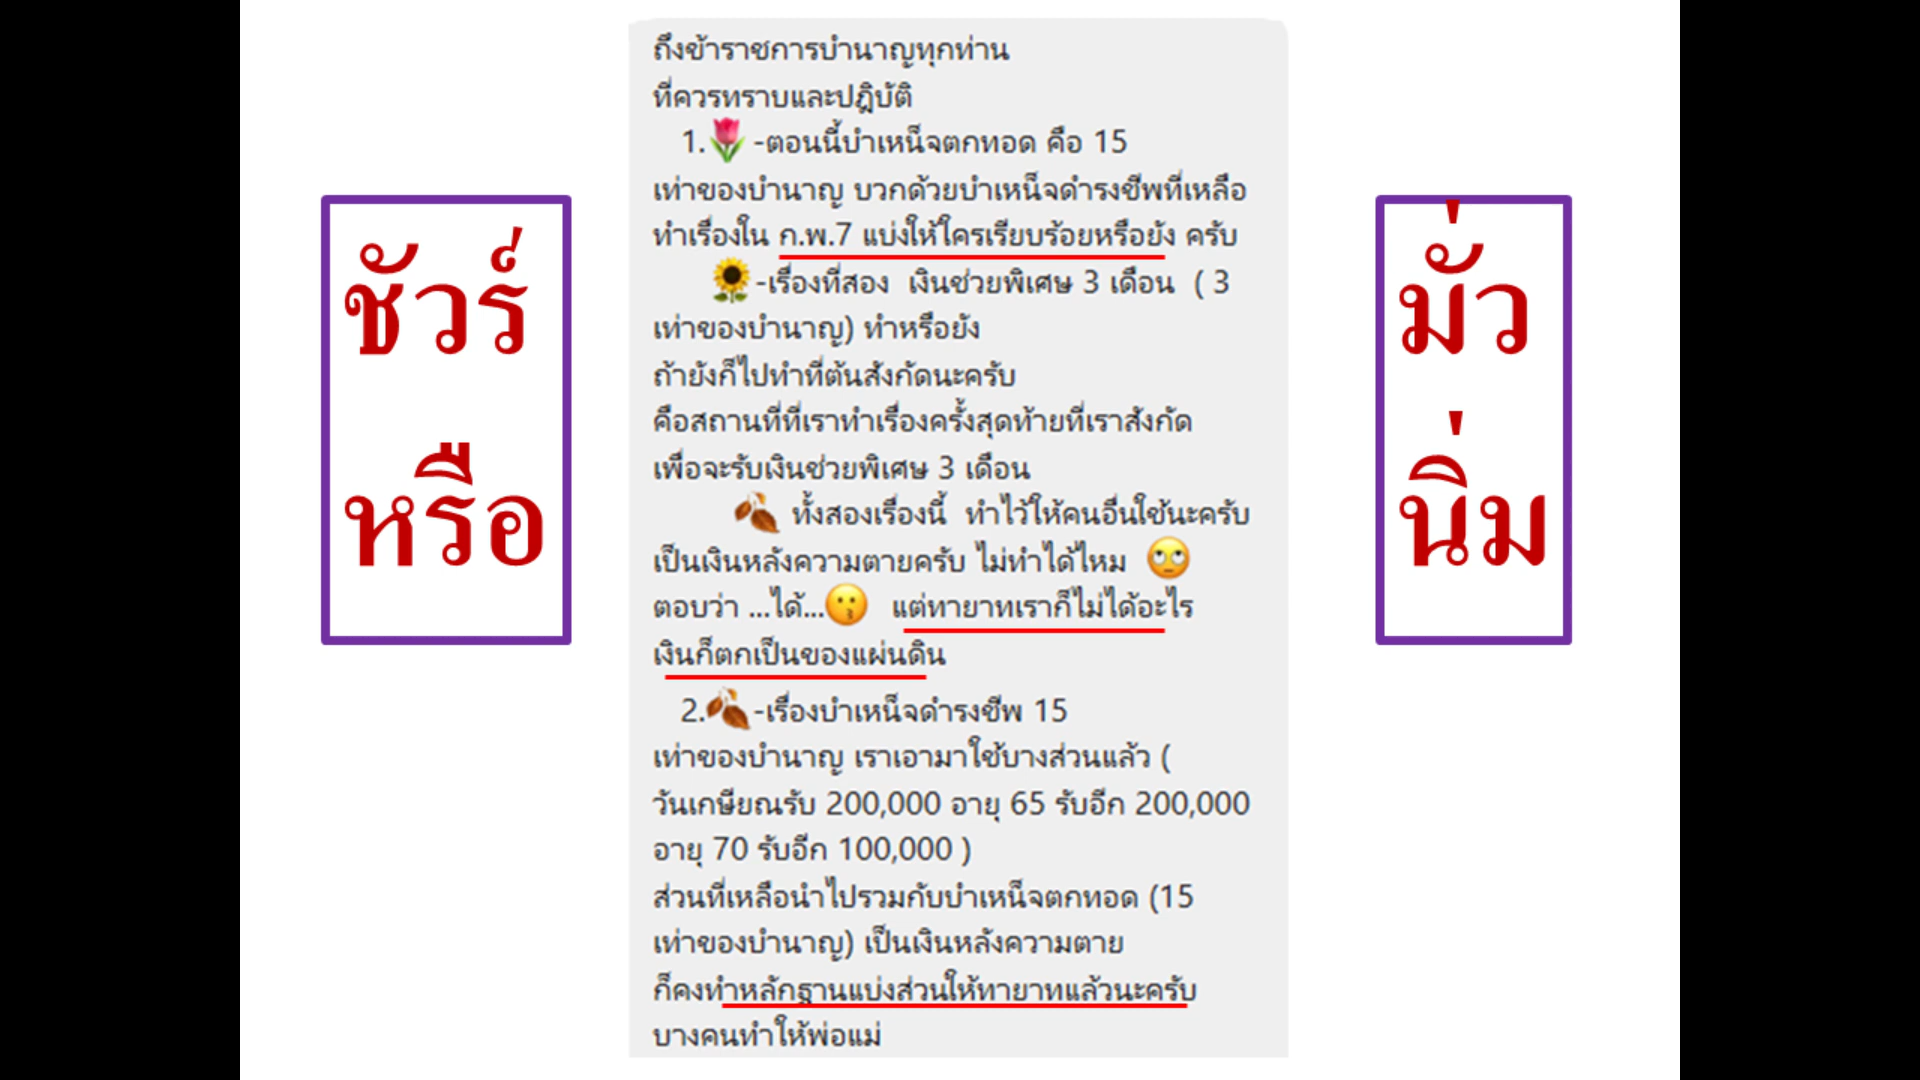 ชัวร์
หรือ
ถึงข้าราชการบำนาญทุกท่าน
ที่ควรทราบและปฎิบัติ
1.🌷-ตอนนี้บำเหน็จตกทอด คือ 15
เท่าของบำนาญ บวกด้วยบำเหน็จดำรงชีพที่เหลือ
ทำเรื่องใน ก.พ.7 แบ่งให้ใครเรียบร้อยหรือยัง ครับ
🌻-เรื่องที่สอง เงินช่วยพิเศษ 3 เดือน ( 3
เท่าของบำนาญ) ทำหรือยัง
ถ้ายังก็ไปทำที่ต้นสังกัดนะครับ
คือสถานที่ที่เราทำเรื่องครั้งสุดท้ายที่เราสังกัด
เพื่อจะรับเงินช่วยพิเศษ 3 เดือน
🍂 ทั้งสองเรื่องนี้ ทำไว้ให้คนอื่นใช้นะครับ
เป็นเงินหลังความตายครับ ไม่ทำได้ไหม 🙄
ตอบว่า ...ได้...😗 แต่ทายาทเราก็ไม่ได้อะไร
เงินก็ตกเป็นของแผ่นดิน
2.🍂-เรื่องบำเหน็จดำรงชีพ 15
เท่าของบำนาญ เราเอามาใช้บางส่วนแล้ว (
วันเกษียณรับ 200,000 อายุ 65 รับอีก 200,000
อายุ 70 รับอีก 100,000 )
ส่วนที่เหลือนำไปรวมกับบำเหน็จตกทอด (15
เท่าของบำนาญ) เป็นเงินหลังความตาย
ก็คงทำหลักฐานแบ่งส่วนให้ทายาทแล้วนะครับ
บางคนทำให้พ่อแม่
มั่ว
นิ่ม